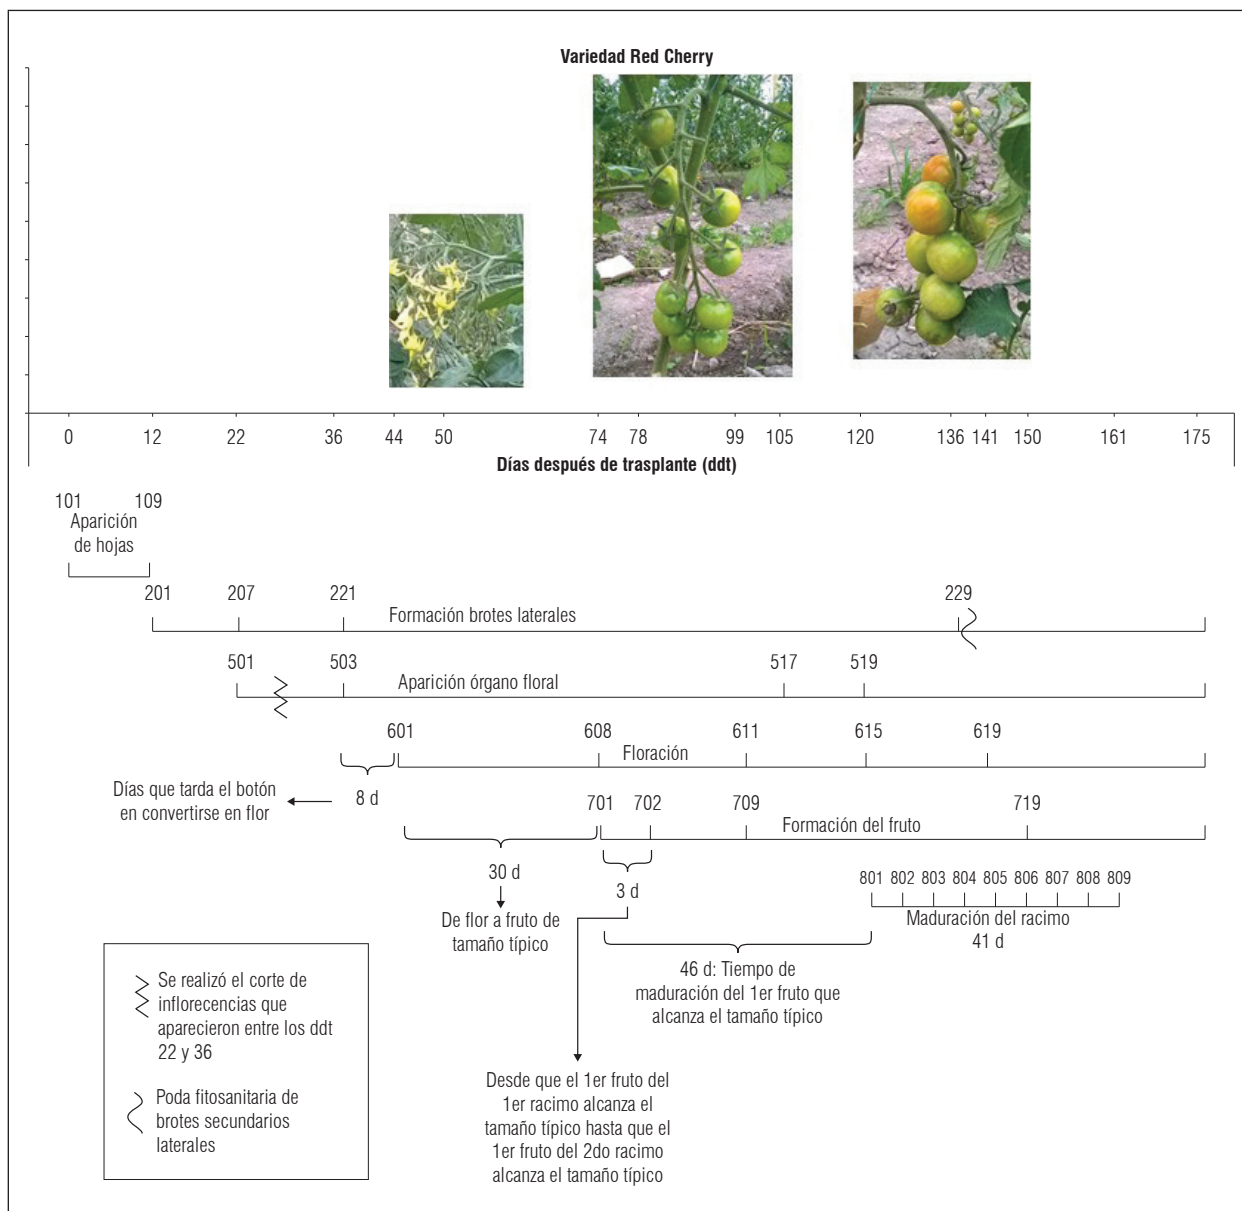 Variedad Red Cherry
0 12 22 36 44 50 74 78 99 105 120 136 141 150 161 175
Días después de trasplante (ddt)
101 109
Aparición
de hojas
201 207 221 229
Formación brotes laterales
501 503 517 519
Aparición órgano floral
601 608 611 615 619
Floración
Días que tarda el botón
en convertirse en flor
8 d
701 702 709 719
Formación del fruto
30 d
De flor a fruto de
tamaño típico
3 d
801 802 803 804 805 806 807 808 809
Maduración del racimo
41 d
46 d: Tiempo de
maduración del 1er fruto que
alcanza el tamaño típico
Se realizó el corte de
inflorecencias que
aparecieron entre los ddt
22 y 36
Poda fitosanitaria de
brotes secundarios
laterales
Desde que el 1er fruto del
1er racimo alcanza el
tamaño típico hasta que el
1er fruto del 2do racimo
alcanza el tamaño típico